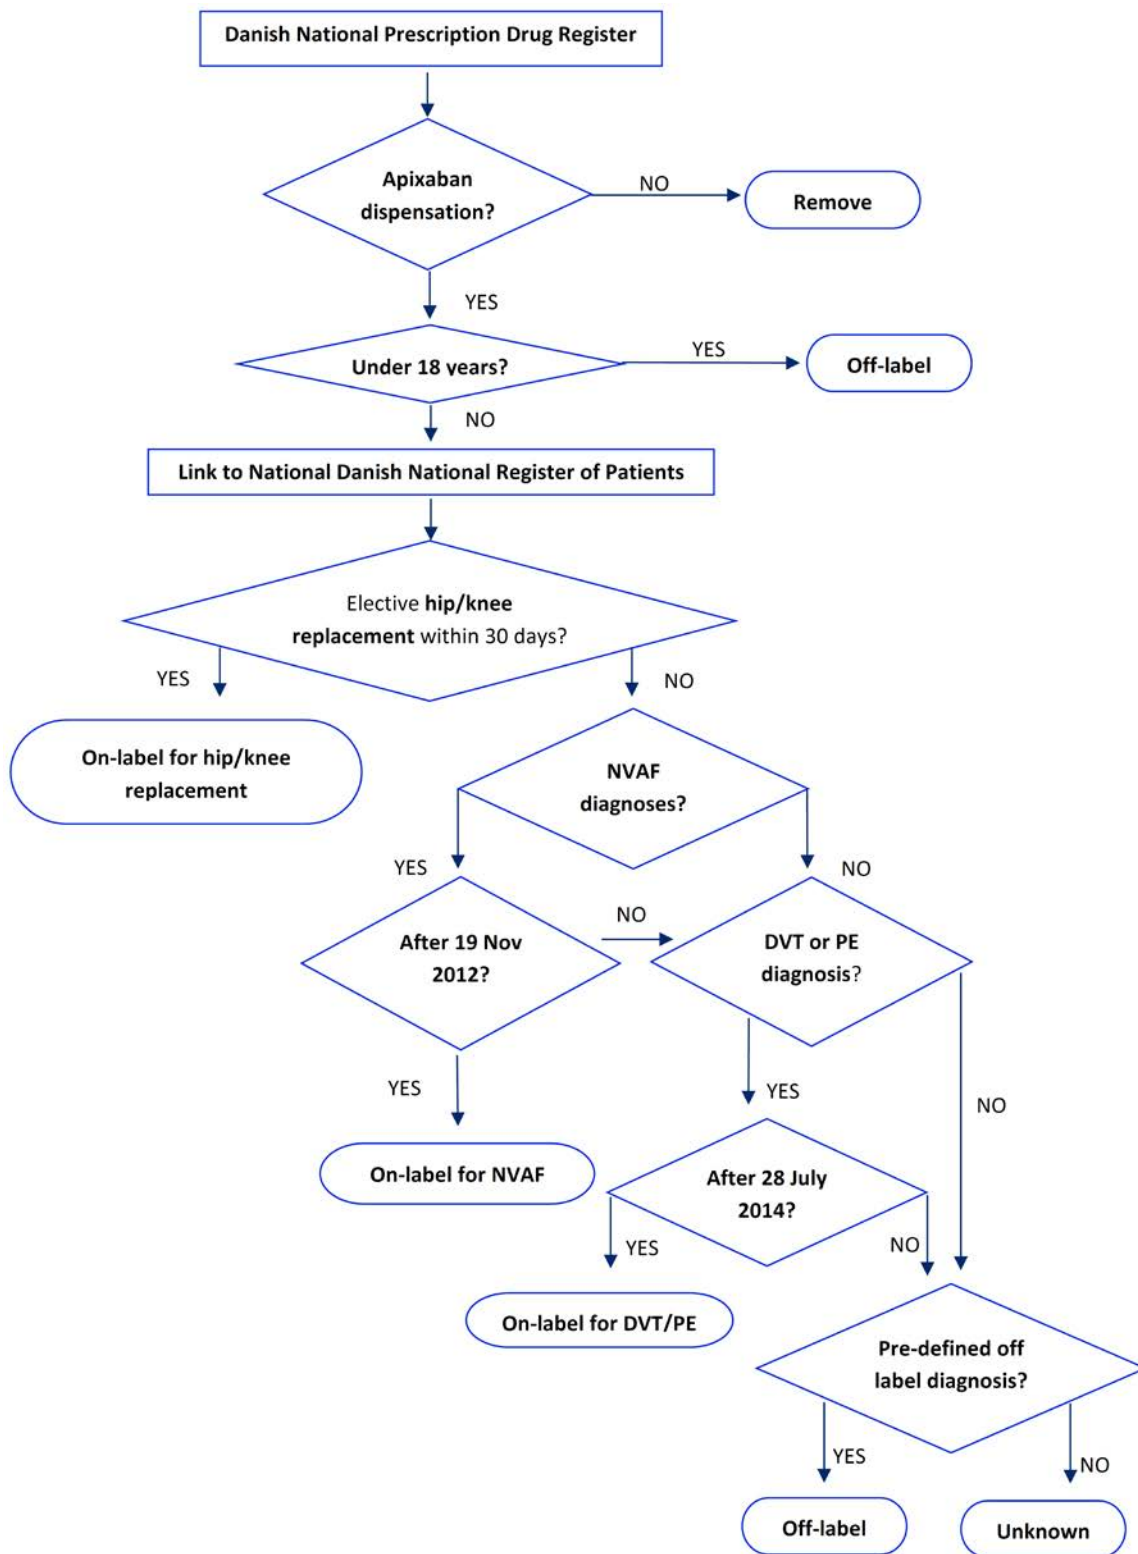 Danish National Prescription Drug Register
Apixaban
dispensation?
NO
Remove
YES
Under 18 years?
YES
Off-label
NO
Link to National Danish National Register of Patients
Elective hip/knee
replacement within 30 days?
YES
NO
On-label for hip/knee
replacement
NVAF
diagnoses?
YES
NO
After 19 Nov
2012?
NO
DVT or PE
diagnosis?
YES
YES
NO
On-label for NVAF
After 28 July
2014?
YES
NO
On-label for DVT/PE
Pre-defined off
label diagnosis?
YES
NO
Off-label
Unknown